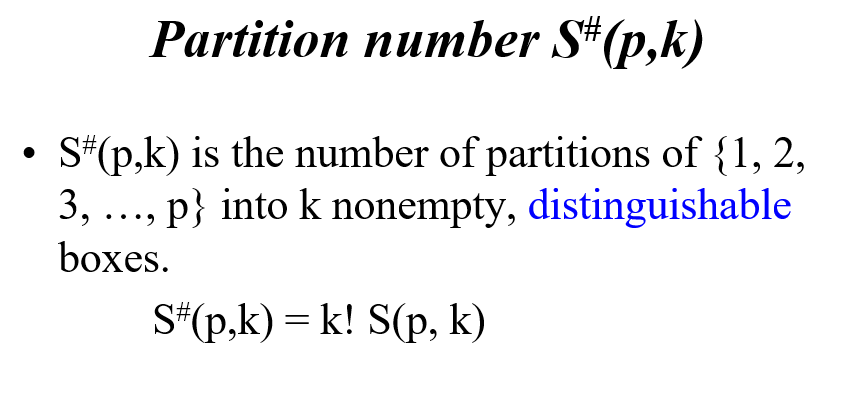 Partition number S#(p,k)
• S#(p,k) is the number of partitions of {1, 2,
3, …, p} into k nonempty, distinguishable
boxes.
S#(p,k) = k! S(p, k)